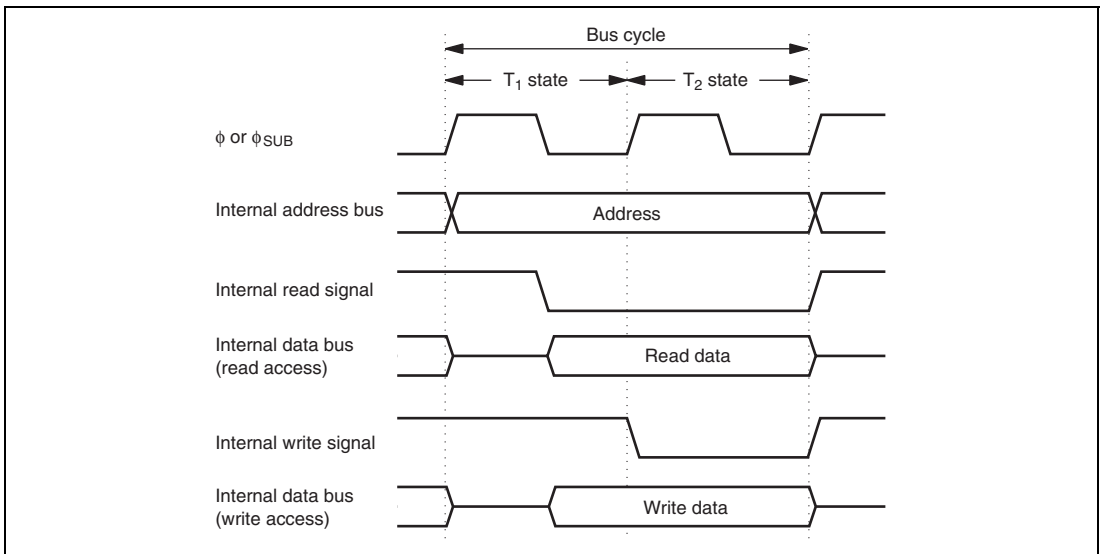 Bus cycle
T₁ state
T₂ state
φ or φSUB
Internal address bus
Address
Internal read signal
Internal data bus
(read access)
Read data
Internal write signal
Internal data bus
(write access)
Write data